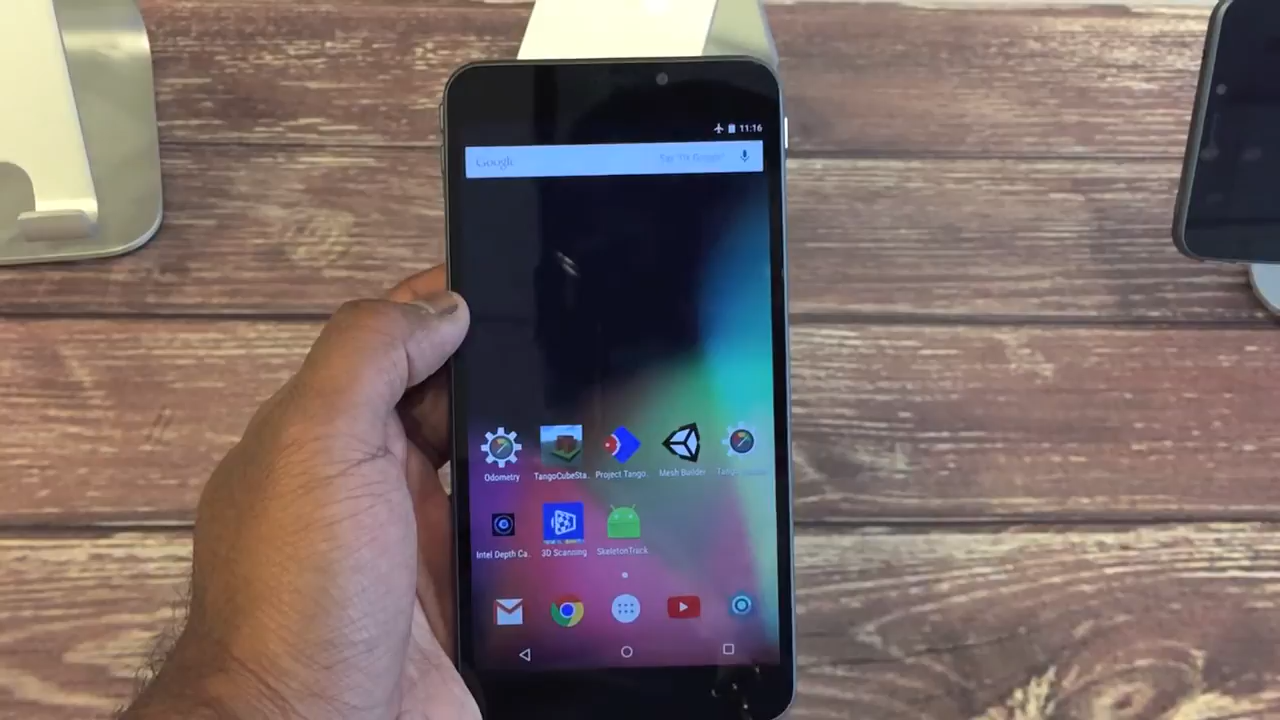 11:16
Google Say "Ok Google"
Odometry TangoCubeSta.. Project Tango.. Mesh Builder
Intel Depth Ca.. 3D Scanning SkeletonTrack